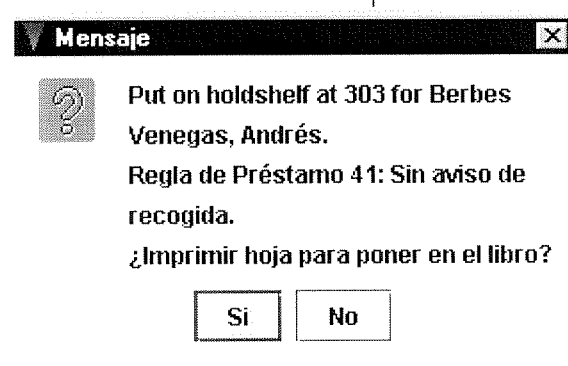 Mensaje
Put on holdshelf at 303 for Berbes
Venegas, Andrés.
Regla de Préstamo 41: Sin aviso de
recogida.
¿Imprimir hoja para poner en el libro?
Si No